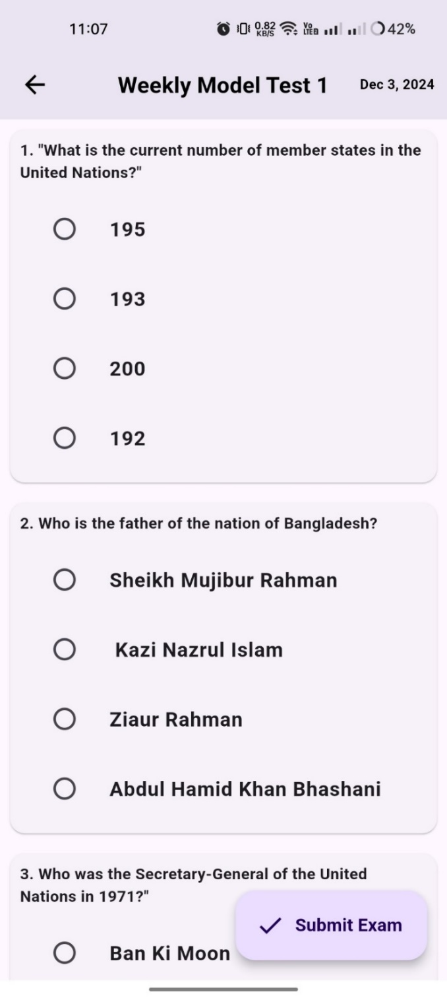 11:07
0.82
KB/S
Vo
LTE2
42%
Weekly Model Test 1
Dec 3, 2024
1. "What is the current number of member states in the
United Nations?"
195
193
200
192
2. Who is the father of the nation of Bangladesh?
Sheikh Mujibur Rahman
Kazi Nazrul Islam
Ziaur Rahman
Abdul Hamid Khan Bhashani
3. Who was the Secretary-General of the United
Nations in 1971?"
Submit Exam
Ban Ki Moon